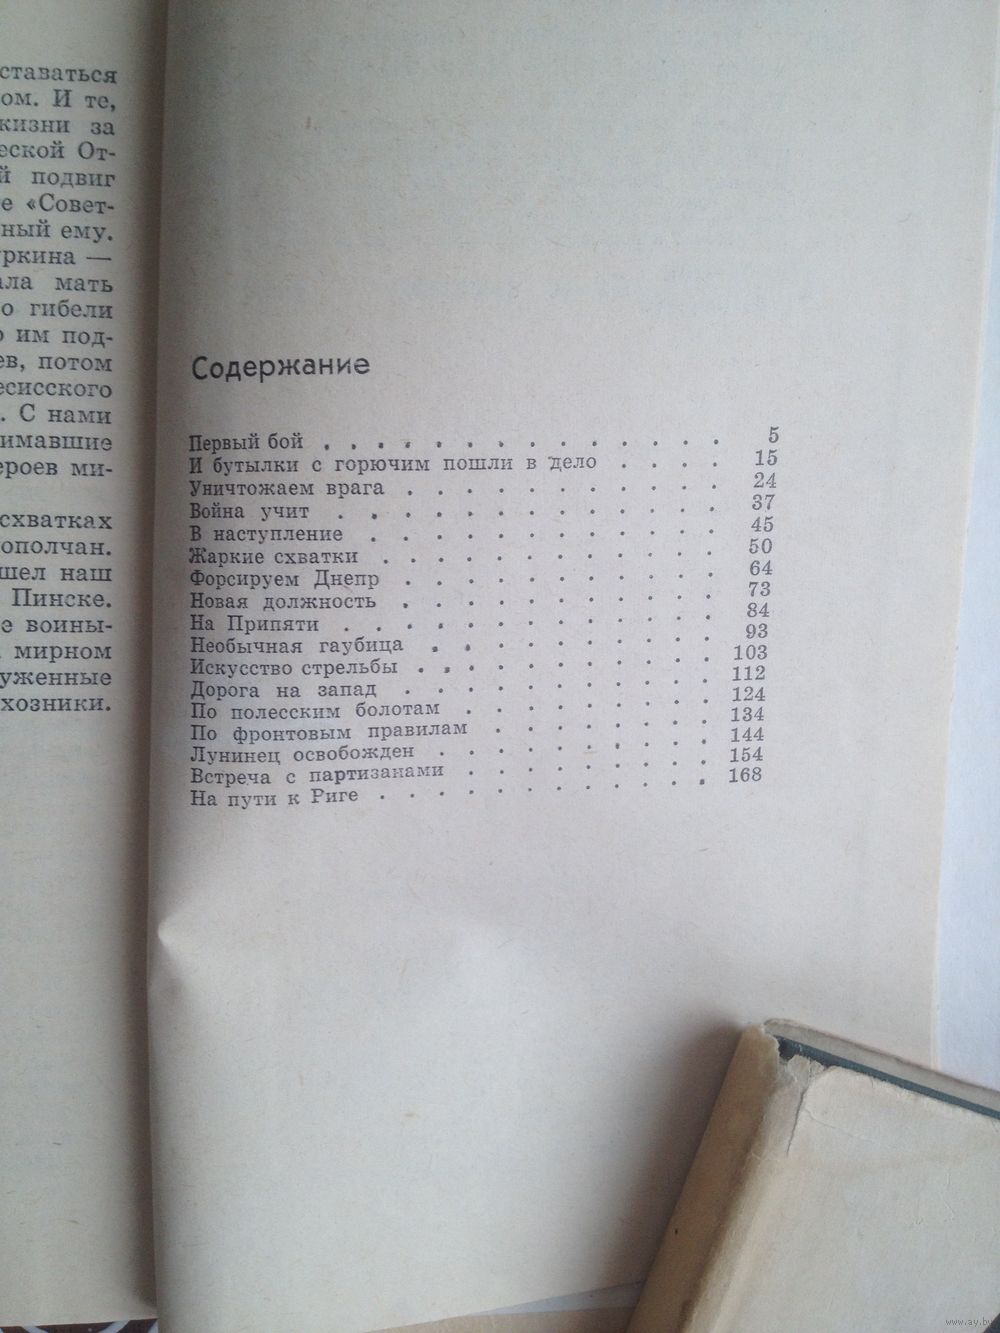 ставаться
ом. И те,
жизни за
еской От-
й подвиг
е «Совет-
ный ему.
ркина —
ала мать
о гибели
о им под-
ев, потом
есисского
. С нами
имавшие
ероев ми-
схватках
ополчан.
шел наш
Пинске.
е воины-
мирном
уженные
хозники.
Содержание
Первый бой . . . . . . . . . . . . . . . 5
И бутылки с горючим пошли в дело . . . . 15
Уничтожаем врага . . . . . . . . . . . . 24
Война учит . . . . . . . . . . . . . . 37
В наступление . . . . . . . . . . . . . 45
Жаркие схватки . . . . . . . . . . . . 50
Форсируем Днепр . . . . . . . . . . . 64
Новая должность . . . . . . . . . . . 73
На Припяти . . . . . . . . . . . . . 84
Необычная гаубица . . . . . . . . . . 93
Искусство стрельбы . . . . . . . . . . 103
Дорога на запад . . . . . . . . . . . 112
По полесским болотам . . . . . . . . 124
По фронтовым правилам . . . . . . . 134
Лунинец освобожден . . . . . . . . . 144
Встреча с партизанами . . . . . . . . 154
На пути к Риге . . . . . . . . . . . 168
www.ay.by